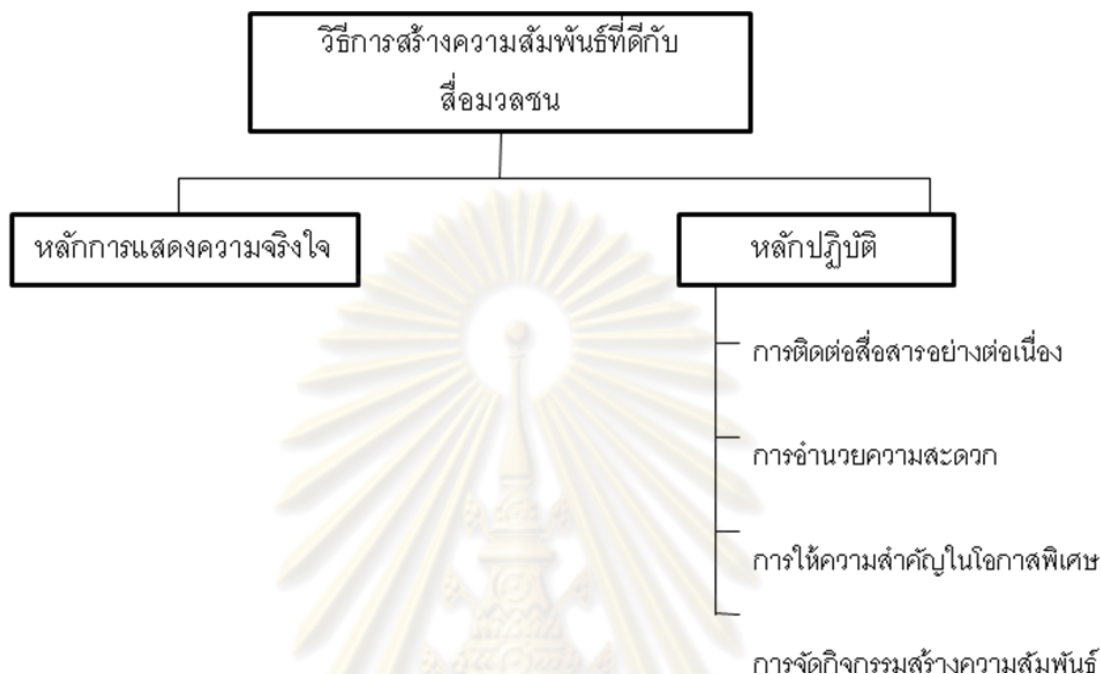 วิธีการสร้างความสัมพันธ์ที่ดีกับ
สื่อมวลชน
หลักการแสดงความจริงใจ
หลักปฏิบัติ
การติดต่อสื่อสารอย่างต่อเนื่อง
การอำนวยความสะดวก
การให้ความสำคัญในโอกาสพิเศษ
การจัดกิจกรรมสร้างความสัมพันธ์